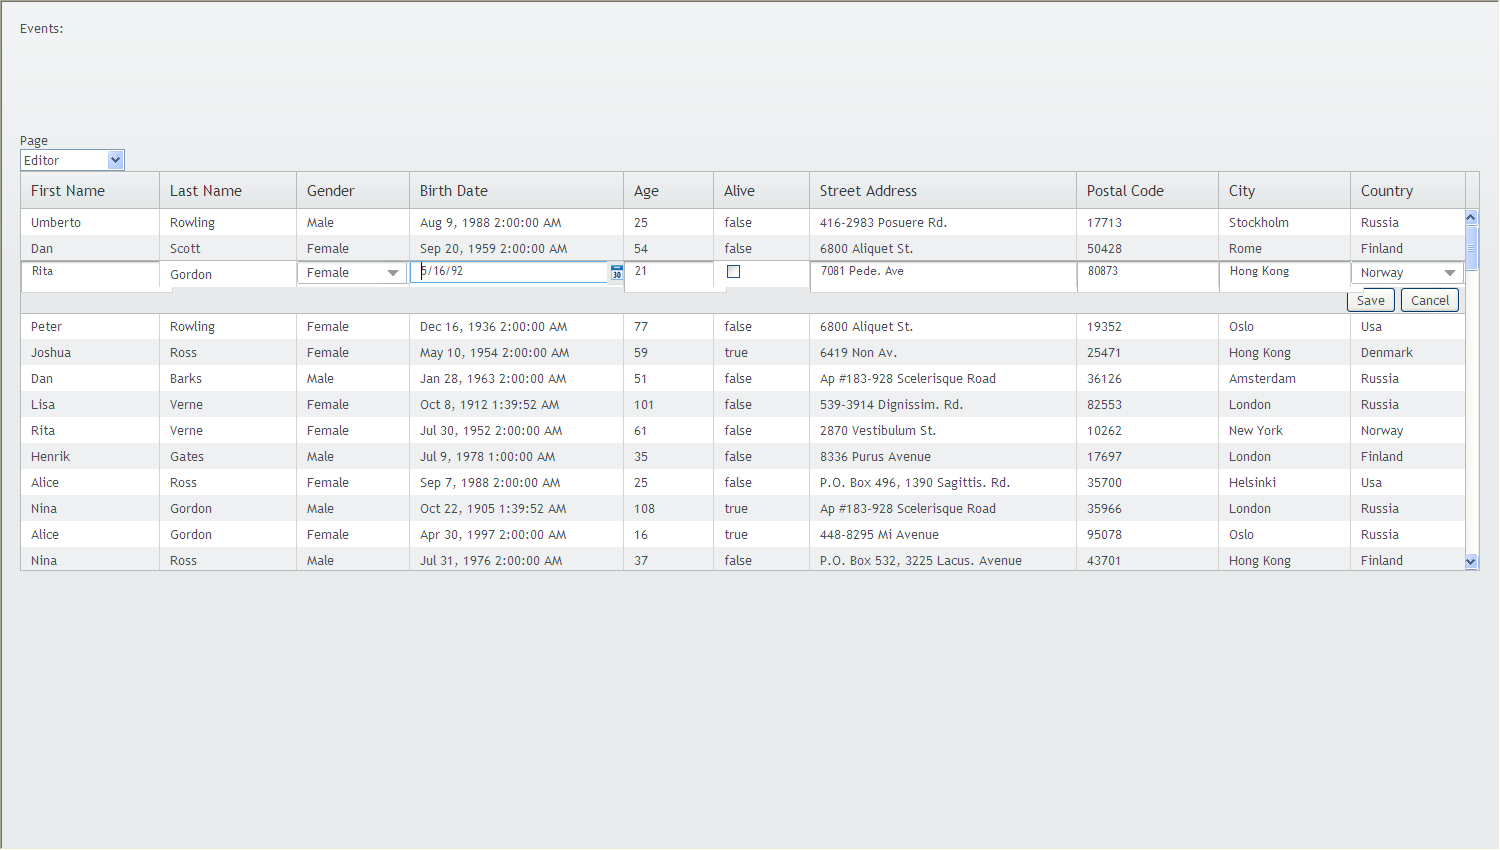 Events:
Page
Editor
First Name Last Name Gender Birth Date Age Alive Street Address Postal Code City Country
Umberto Rowling Male Aug 9, 1988 2:00:00 AM 25 false 416-2983 Posuere Rd. 17713 Stockholm Russia
Dan Scott Female Sep 20, 1959 2:00:00 AM 54 false 6800 Aliquet St. 50428 Rome Finland
Rita Gordon Female 5/16/92 30 21 7081 Pede. Ave 80873 Hong Kong Norway
Save Cancel
Peter Rowling Female Dec 16, 1936 2:00:00 AM 77 false 6800 Aliquet St. 19352 Oslo Usa
Joshua Ross Female May 10, 1954 2:00:00 AM 59 true 6419 Non Av. 25471 Hong Kong Denmark
Dan Barks Male Jan 28, 1963 2:00:00 AM 51 false Ap #183-928 Scelerisque Road 36126 Amsterdam Russia
Lisa Verne Female Oct 8, 1912 1:39:52 AM 101 false 539-3914 Dignissim. Rd. 82553 London Russia
Rita Verne Female Jul 30, 1952 2:00:00 AM 61 false 2870 Vestibulum St. 10262 New York Norway
Henrik Gates Male Jul 9, 1978 1:00:00 AM 35 false 8336 Purus Avenue 17697 London Finland
Alice Ross Female Sep 7, 1988 2:00:00 AM 25 false P.O. Box 496, 1390 Sagittis. Rd. 35700 Helsinki Usa
Nina Gordon Male Oct 22, 1905 1:39:52 AM 108 true Ap #183-928 Scelerisque Road 35966 London Russia
Alice Gordon Female Apr 30, 1997 2:00:00 AM 16 true 448-8295 Mi Avenue 95078 Oslo Russia
Nina Ross Male Jul 31, 1976 2:00:00 AM 37 false P.O. Box 532, 3225 Lacus. Avenue 43701 Hong Kong Finland